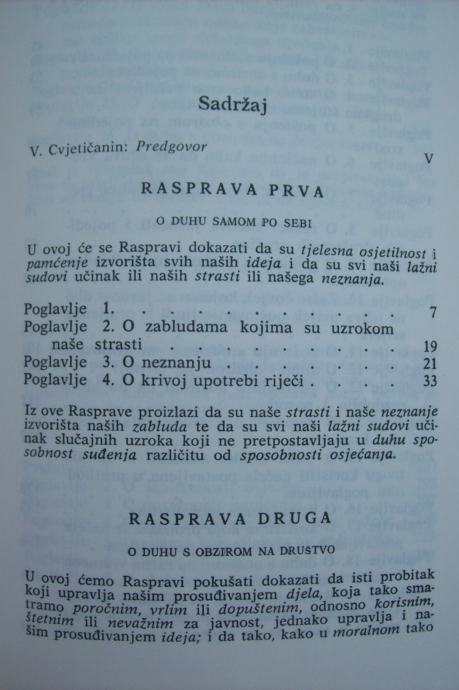 Sadržaj
V. Cvjetičanin: Predgovor V
RASPRAVA PRVA
O DUHU SAMOM PO SEBI
U ovoj će se Raspravi dokazati da su tjelesna osjetilnost i
pamćenje izvorišta svih naših ideja i da su svi naši lažni
sudovi učinak ili naših strasti ili našega neznanja.
Poglavlje 1. . . . . . . . . . . . 7
Poglavlje 2. O zabludama kojima su uzrokom
naše strasti . . . . . . . . . 19
Poglavlje 3. O neznanju . . . . . . . 21
Poglavlje 4. O krivoj upotrebi riječi . . . . 33
Iz ove Rasprave proizlazi da su naše strasti i naše neznanje
izvorišta naših zabluda te da su svi naši lažni sudovi uči-
nak slučajnih uzroka koji ne pretpostavljaju u duhu spo-
sobnost suđenja različitu od sposobnosti osjećanja.
RASPRAVA DRUGA
O DUHU S OBZIROM NA DRUSTVO
U ovoj ćemo Raspravi pokušati dokazati da isti probitak
koji upravlja našim prosuđivanjem djela, koja tako sma-
tramo poročnim, vrlim ili dopuštenim, odnosno korisnim,
štetnim ili nevažnim za javnost, jednako upravlja i na-
šim prosuđivanjem ideja; i da tako, kako u moralnom tako